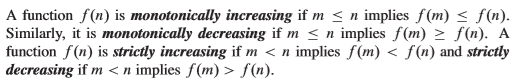 A function f(n) is monotonically increasing if m ≤ n implies f(m) ≤ f(n).
Similarly, it is monotonically decreasing if m ≤ n implies f(m) ≥ f(n). A
function f(n) is strictly increasing if m < n implies f(m) < f(n) and strictly
decreasing if m < n implies f(m) > f(n).